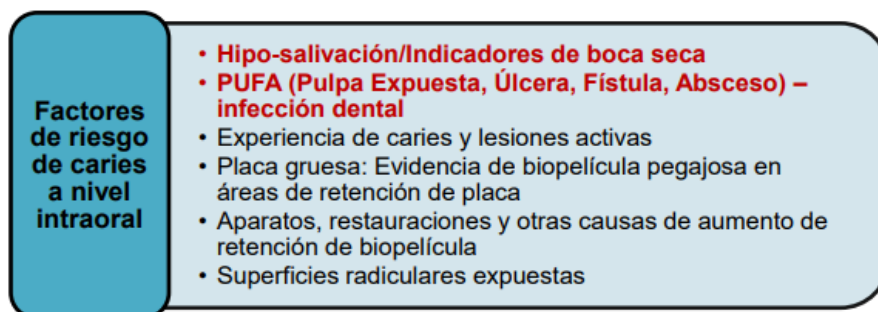 Factores
de riesgo
de caries
a nivel
intraoral
• Hipo-salivación/Indicadores de boca seca
• PUFA (Pulpa Expuesta, Úlcera, Fístula, Absceso) –
infección dental
• Experiencia de caries y lesiones activas
• Placa gruesa: Evidencia de biopelícula pegajosa en
áreas de retención de placa
• Aparatos, restauraciones y otras causas de aumento de
retención de biopelícula
• Superficies radiculares expuestas